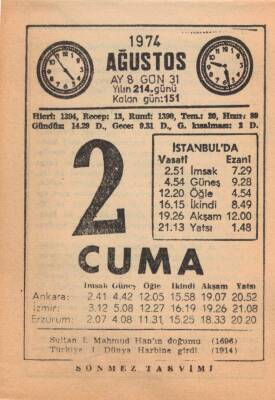 1974
AĞUSTOS
AY 8 GÜN 31
Yılın 214. günü
Kalan gün: 151
Hicri: 1394, Recep: 13, Rumî: 1390, Tem.: 20, Hızır: 89
Gündüz: 14.29 D., Gece: 9.31 D., G. kısalması: 2 D.
2
İSTANBUL'DA
Vasatî Ezanî
2.51 İmsak 7.29
4.54 Güneş 9.28
12.20 Öğle 4.54
16.15 İkindi 8.49
19.26 Akşam 12.00
21.13 Yatsı 1.48
CUMA
İmsak Güneş Öğle İkindi Akşam Yatsı
Ankara: 2.41 4.42 12.05 15.58 19.07 20.52
İzmir: 3.12 5.08 12.27 16.19 19.26 21.08
Erzurum: 2.07 4.08 11.31 15.25 18.33 20.20
Sultan I. Mahmud Han'ın doğumu (1696)
Türkiye I. Dünya Harbine girdi (1914)
SÖNMEZ TAKVİMİ